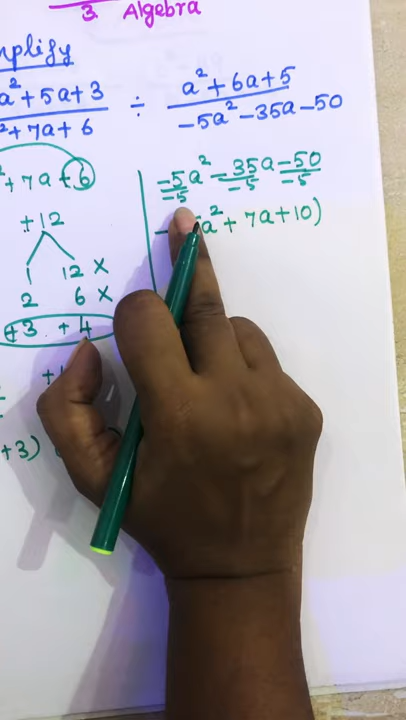 3 Algebra
mplify
a² + 5a + 3 ÷ a² + 6a + 5
² + 7a + 6 -5a² - 35a - 50
² + 7a + 6
-5a² - 35a - 50
-5 -5 -5
a² + 7a + 10)
+12
1 12 x
2 6 x
+3 . +4
+3)